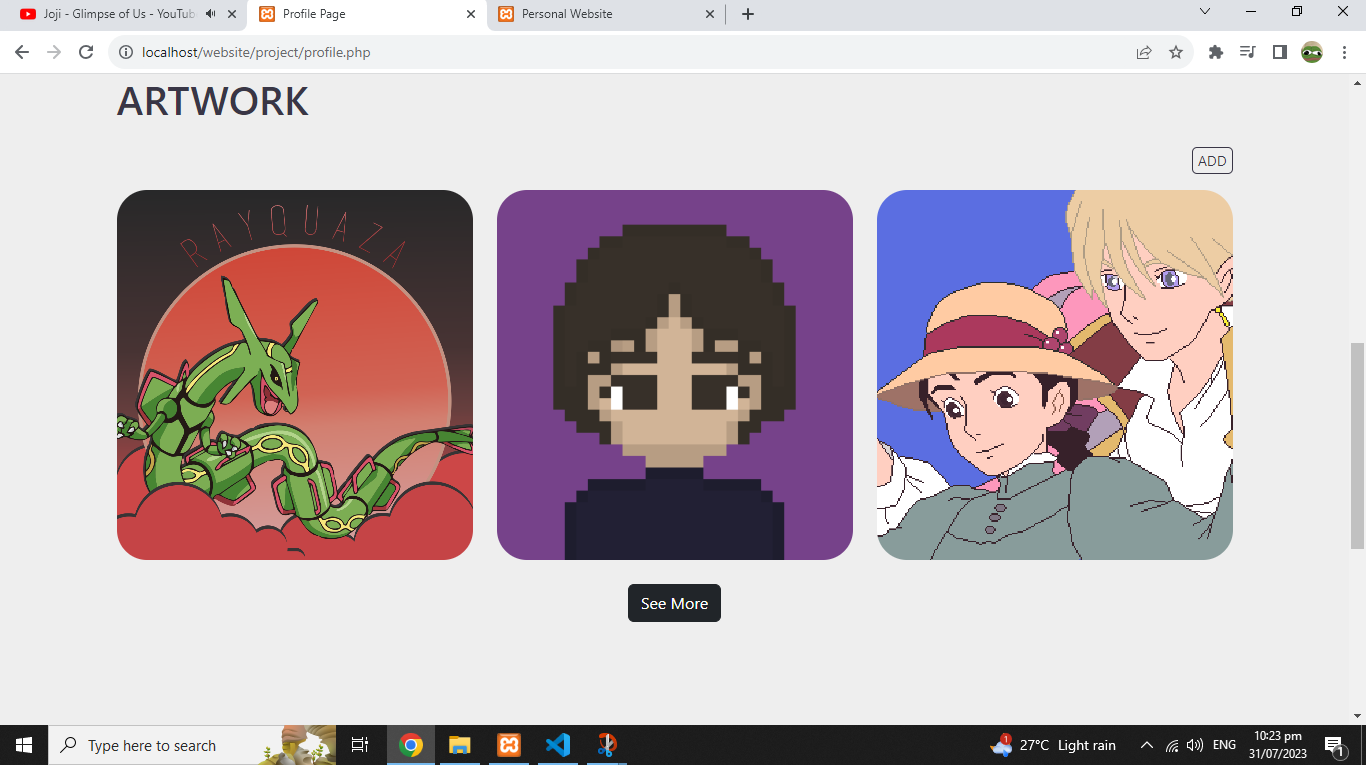 Joji - Glimpse of Us - YouTub
Profile Page
Personal Website
localhost/website/project/profile.php
ARTWORK
ADD
RAYQUAZA
See More
Type here to search
1
27°C Light rain
ENG
10:23 pm
31/07/2023
1